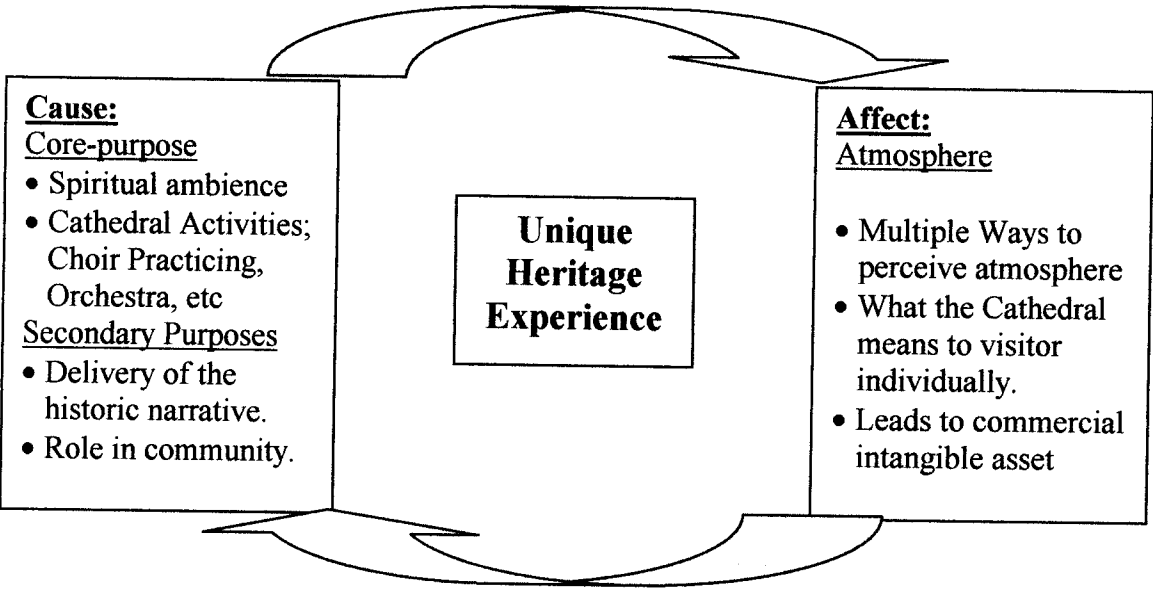 Cause:
Core-purpose
• Spiritual ambience
• Cathedral Activities;
Choir Practicing,
Orchestra, etc
Secondary Purposes
• Delivery of the
historic narrative.
• Role in community.
Unique
Heritage
Experience
Affect:
Atmosphere
• Multiple Ways to
perceive atmosphere
• What the Cathedral
means to visitor
individually.
• Leads to commercial
intangible asset